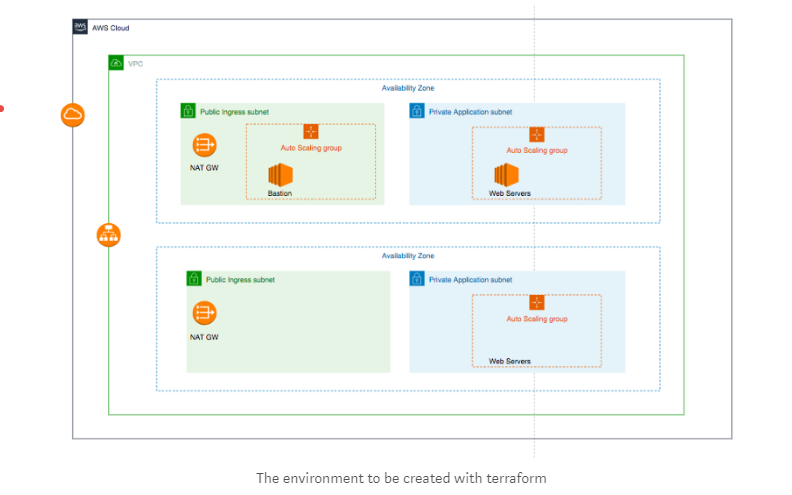 aws
AWS Cloud
VPC
Availability Zone
Public Ingress subnet
Private Application subnet
Auto Scaling group
Auto Scaling group
NAT GW
Bastion
Web Servers
Availability Zone
Public Ingress subnet
Private Application subnet
Auto Scaling group
NAT GW
Web Servers
The environment to be created with terraform